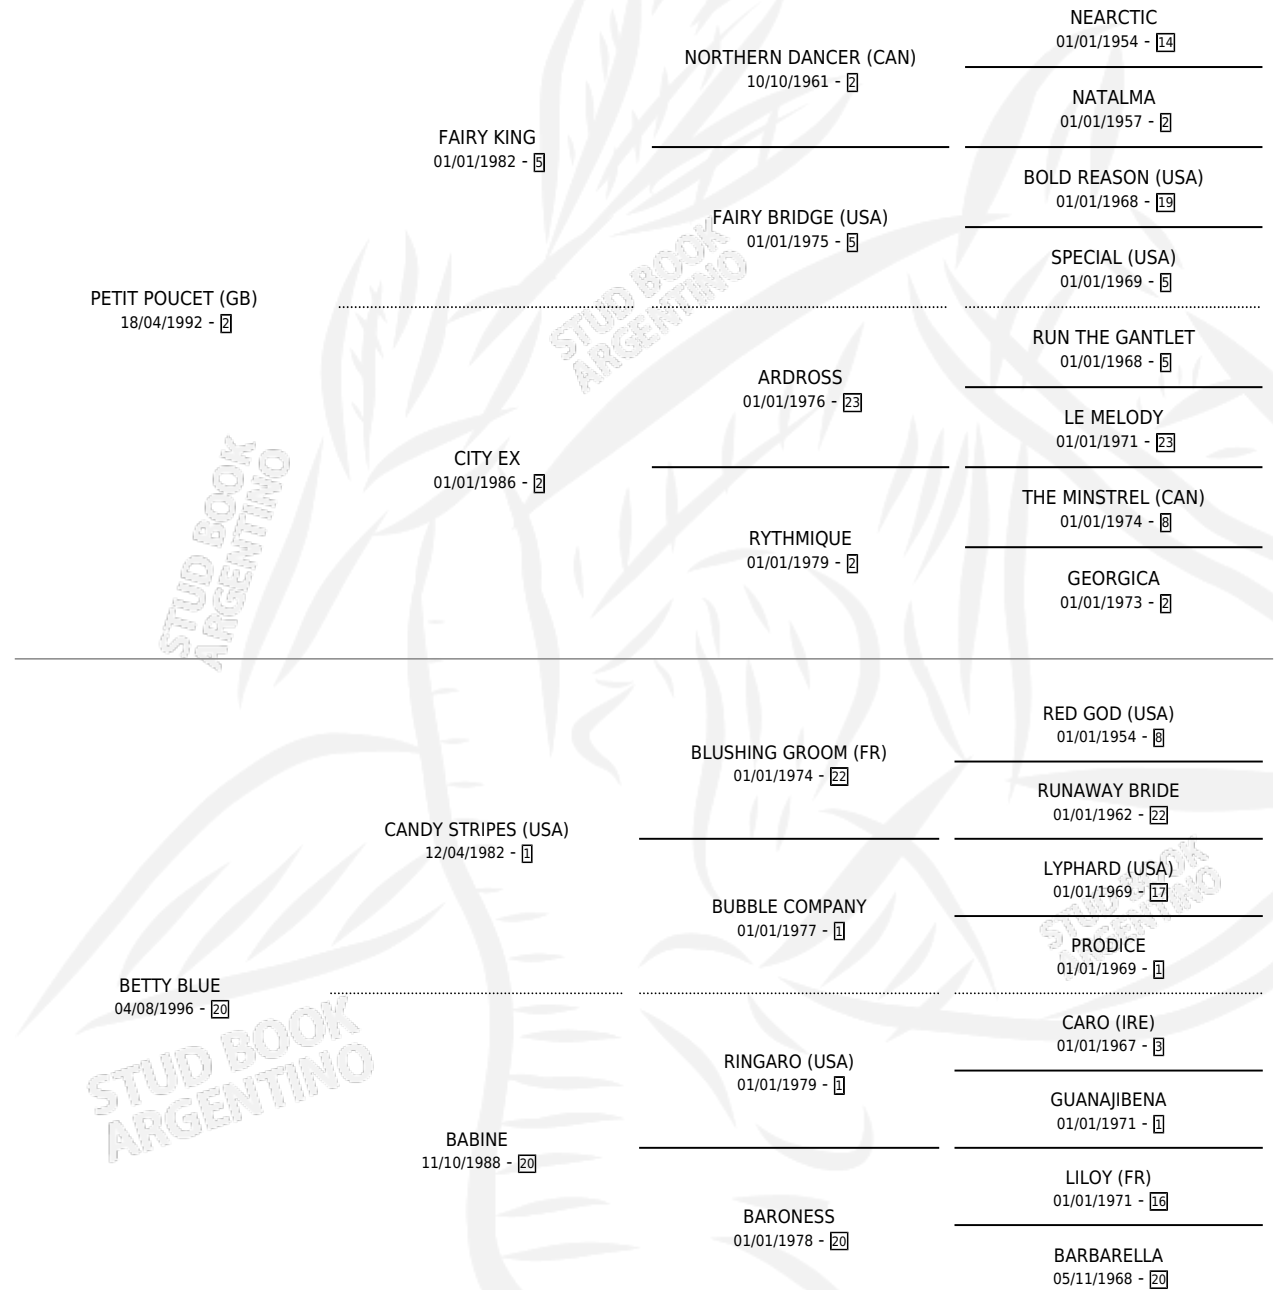 NEARCTIC
01/01/1954 - 14
NORTHERN DANCER (CAN)
10/10/1961 - 2
NATALMA
01/01/1957 - 2
FAIRY KING
01/01/1982 - 5
BOLD REASON (USA)
01/01/1968 - 19
FAIRY BRIDGE (USA)
01/01/1975 - 5
SPECIAL (USA)
01/01/1969 - 5
STUD BOOK
ARGENTINO
PETIT POUCET (GB)
18/04/1992 - 2
RUN THE GANTLET
01/01/1968 - 5
ARDROSS
01/01/1976 - 23
LE MELODY
01/01/1971 - 23
CITY EX
01/01/1986 - 2
THE MINSTREL (CAN)
01/01/1974 - 8
RYTHMIQUE
01/01/1979 - 2
GEORGICA
01/01/1973 - 2
STUD BOOK
ARGENTINO
RED GOD (USA)
01/01/1954 - 8
BLUSHING GROOM (FR)
01/01/1974 - 22
RUNAWAY BRIDE
01/01/1962 - 22
CANDY STRIPES (USA)
12/04/1982 - 1
LYPHARD (USA)
01/01/1969 - 17
BUBBLE COMPANY
01/01/1977 - 1
STUD BOOK
ARGENTINO
PRODICE
01/01/1969 - 1
BETTY BLUE
04/08/1996 - 20
CARO (IRE)
01/01/1967 - 3
RINGARO (USA)
01/01/1979 - 1
GUANAJIBENA
01/01/1971 - 1
STUD BOOK
ARGENTINO
BABINE
11/10/1988 - 20
LILOY (FR)
01/01/1971 - 16
BARONESS
01/01/1978 - 20
BARBARELLA
05/11/1968 - 20